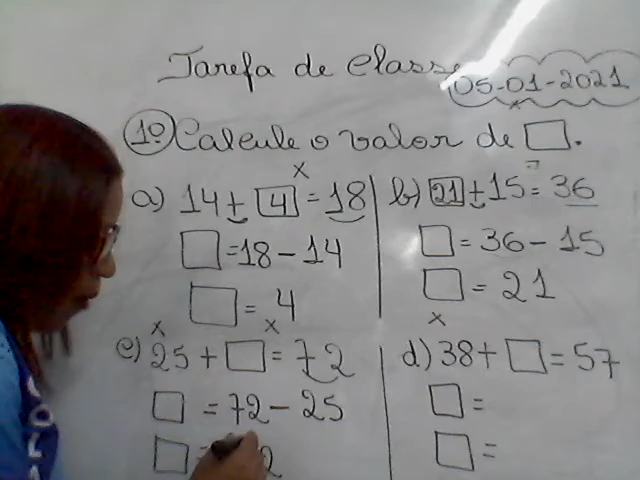 Tarefa de Classe
05-01-2021
1º Calcule o valor de □.
a) 14 + 4 = 18
□ = 18 - 14
□ = 4
b) 21 + 15 = 36
□ = 36 - 15
□ = 21
c) 25 + □ = 72
□ = 72 - 25
□ =
d) 38 + □ = 57
□ =
□ =